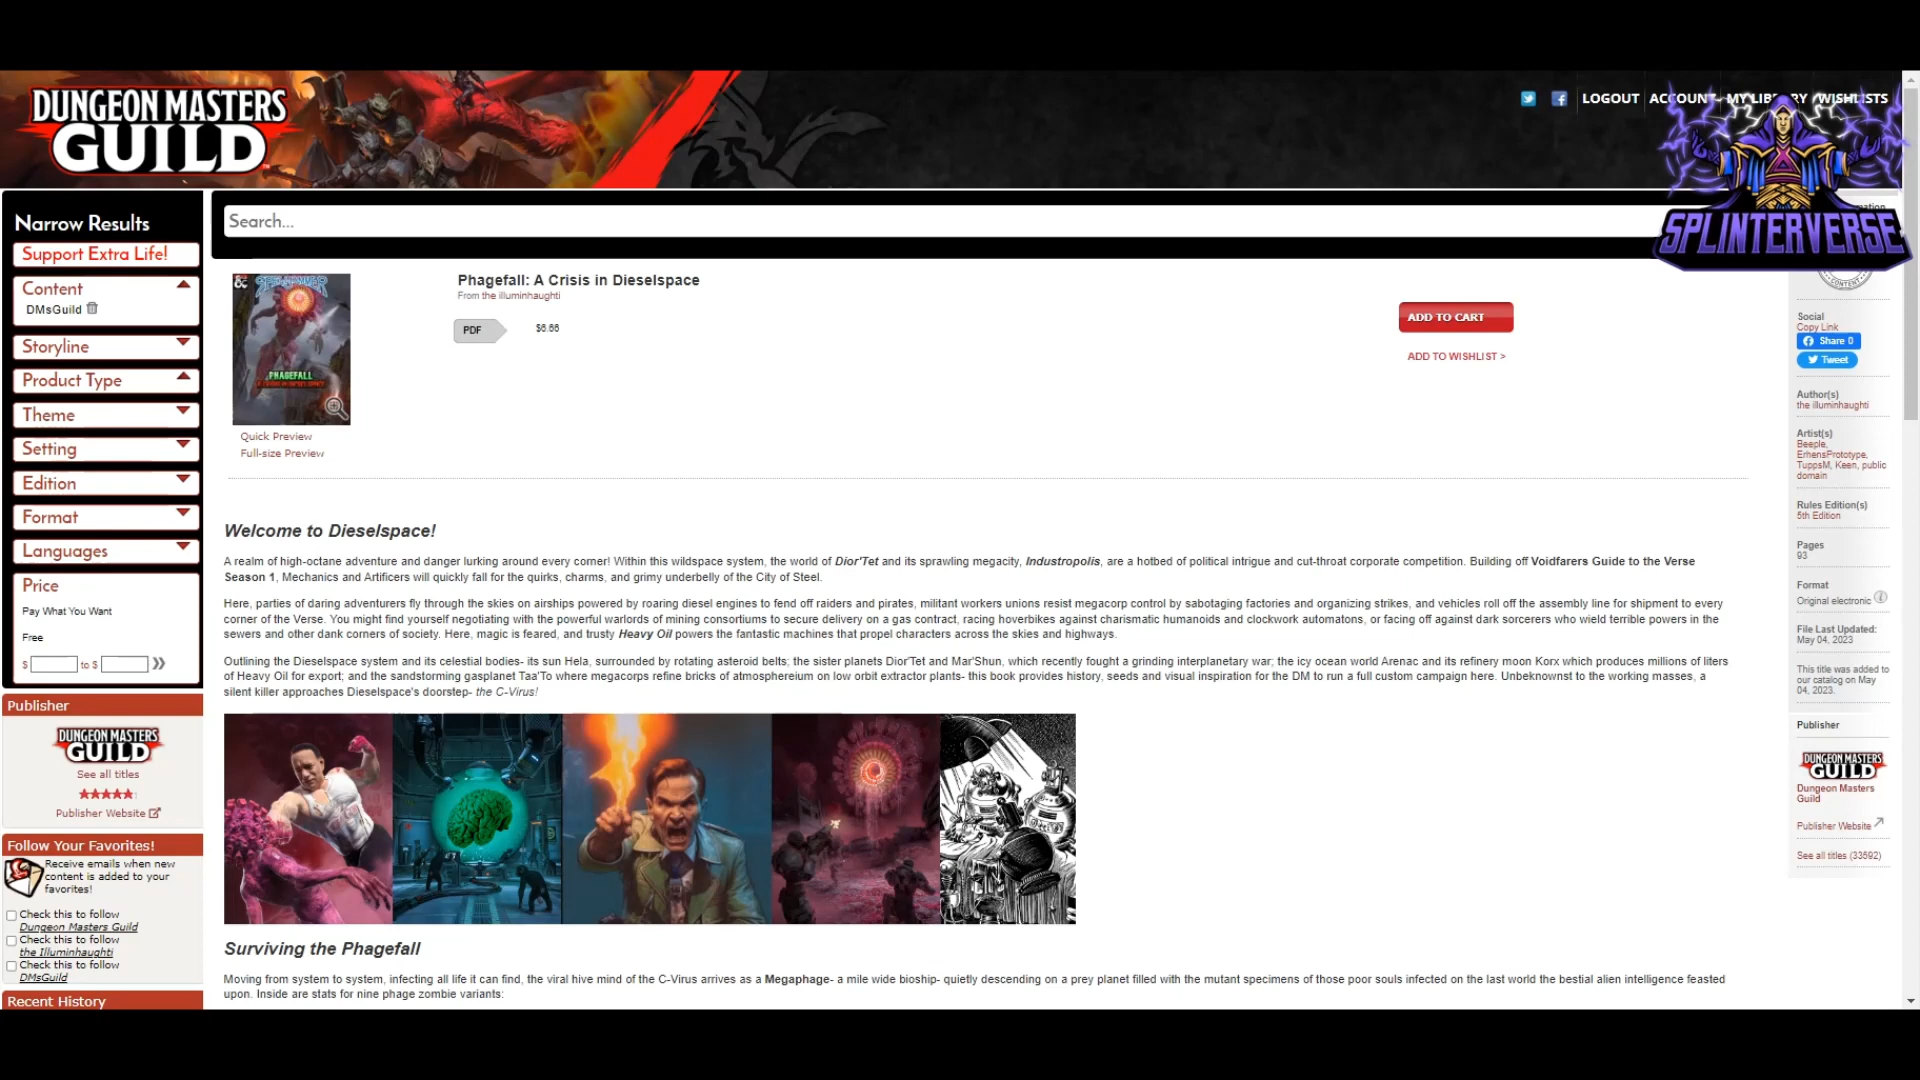 DUNGEON MASTERS
GUILD
LOGOUT ACCOUNT MY LIBRARY WISHLISTS
SPLINTERVERSE
Narrow Results
Support Extra Life!
Content
DMsGuild
Storyline
Product Type
Theme
Setting
Edition
Format
Languages
Price
Pay What You Want
Free
$ to $ »
Publisher
DUNGEON MASTERS
GUILD
See all titles
Publisher Website
Follow Your Favorites!
Receive emails when new
content is added to your
favorites!
Check this to follow
Dungeon Masters Guild
Check this to follow
the Illuminhaughti
Check this to follow
DMsGuild
Recent History
Search...
PHAGEFALL
Quick Preview
Full-size Preview
Phagefall: A Crisis in Dieselspace
From the illuminhaughti
PDF
$6.66
ADD TO CART
ADD TO WISHLIST >
Welcome to Dieselspace!
A realm of high-octane adventure and danger lurking around every corner! Within this wildspace system, the world of Dior'Tet and its sprawling megacity, Industropolis, are a hotbed of political intrigue and cut-throat corporate competition. Building off Voidfarers Guide to the Verse
Season 1, Mechanics and Artificers will quickly fall for the quirks, charms, and grimy underbelly of the City of Steel.
Here, parties of daring adventurers fly through the skies on airships powered by roaring diesel engines to fend off raiders and pirates, militant workers unions resist megacorp control by sabotaging factories and organizing strikes, and vehicles roll off the assembly line for shipment to every
corner of the Verse. You might find yourself negotiating with the powerful warlords of mining consortiums to secure delivery on a gas contract, racing hoverbikes against charismatic humanoids and clockwork automatons, or facing off against dark sorcerers who wield terrible powers in the
sewers and other dank corners of society. Here, magic is feared, and trusty Heavy Oil powers the fantastic machines that propel characters across the skies and highways.
Outlining the Dieselspace system and its celestial bodies- its sun Hela, surrounded by rotating asteroid belts; the sister planets Dior'Tet and Mar'Shun, which recently fought a grinding interplanetary war; the icy ocean world Arenac and its refinery moon Korx which produces millions of liters
of Heavy Oil for export; and the sandstorming gasplanet Taa'To where megacorps refine bricks of atmosphereium on low orbit extractor plants- this book provides history, seeds and visual inspiration for the DM to run a full custom campaign here. Unbeknownst to the working masses, a
silent killer approaches Dieselspace's doorstep- the C-Virus!
Surviving the Phagefall
Moving from system to system, infecting all life it can find, the viral hive mind of the C-Virus arrives as a Megaphage- a mile wide bioship- quietly descending on a prey planet filled with the mutant specimens of those poor souls infected on the last world the bestial alien intelligence feasted
upon. Inside are stats for nine phage zombie variants:
CONTENT
Social
Copy Link
Share 0
Tweet
Author(s)
the illuminhaughti
Artist(s)
Beeple,
ErhensPrototype,
TuppsM, Keen, public
domain
Rules Edition(s)
5th Edition
Pages
93
Format
Original electronic
File Last Updated:
May 04, 2023
This title was added to
our catalog on May
04, 2023.
Publisher
DUNGEON MASTERS
GUILD
Dungeon Masters
Guild
Publisher Website
See all titles (33592)